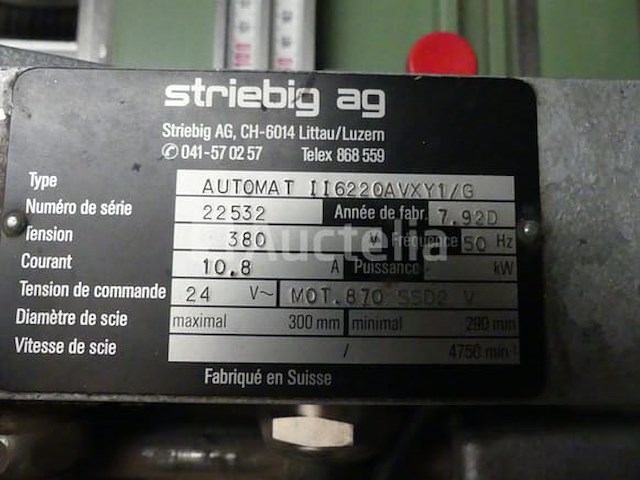 striebig ag
Striebig AG, CH-6014 Littau/Luzern
✆ 041-57 02 57 Telex 868 559
Type AUTOMAT II6220AVXY1/G
Numéro de série 22532 Année de fabr. 7.92D
Tension 380 V Fréquence 50 Hz
Auctelia
Courant 10.8 A Puissance kW
Tension de commande 24 V~ MOT.870 5502 V
Diamètre de scie maximal 300 mm minimal 290 mm
Vitesse de scie / 4750 min
Fabriqué en Suisse